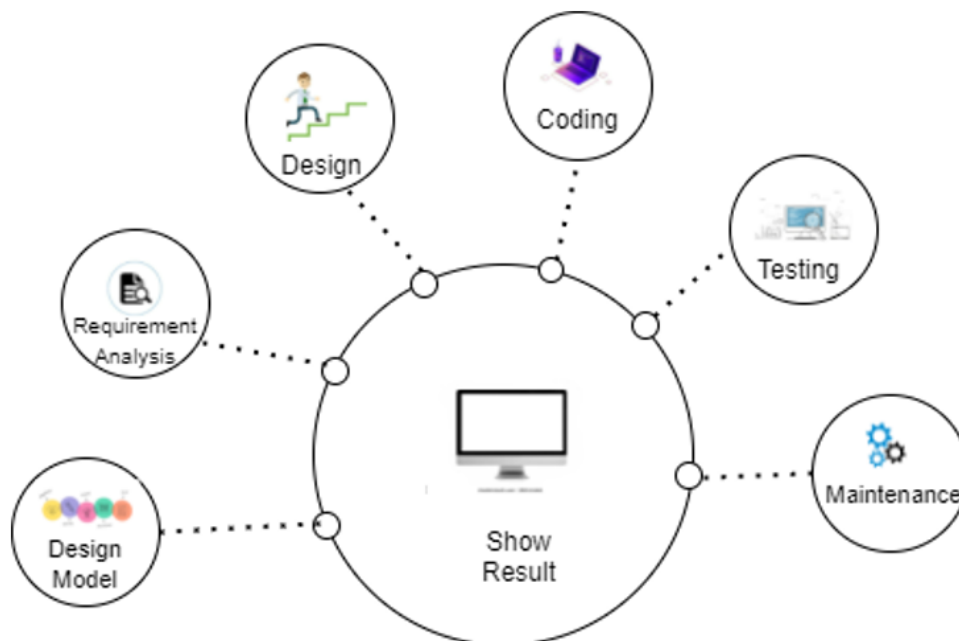 Coding
Design
Testing
Requirement
Analysis
Maintenance
Show
Result
Design
Model